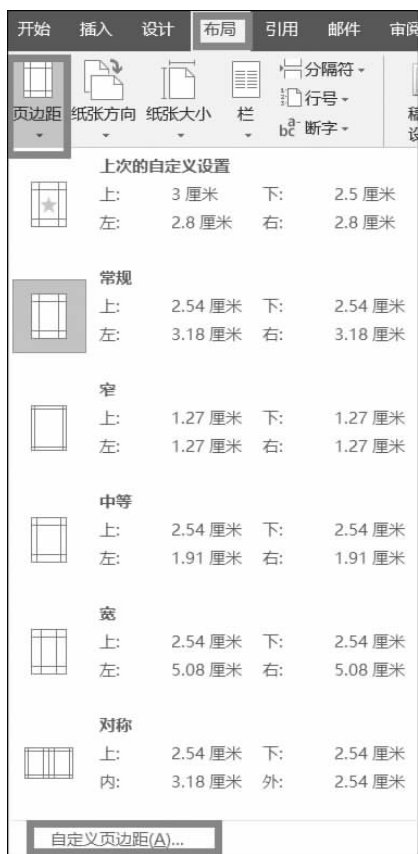 开始 插入 设计 布局 引用 邮件 审阅
分隔符
行号
断字
页边距 纸张方向 纸张大小 栏
上次的自定义设置
上: 3 厘米 下: 2.5 厘米
左: 2.8 厘米 右: 2.8 厘米
常规
上: 2.54 厘米 下: 2.54 厘米
左: 3.18 厘米 右: 3.18 厘米
窄
上: 1.27 厘米 下: 1.27 厘米
左: 1.27 厘米 右: 1.27 厘米
中等
上: 2.54 厘米 下: 2.54 厘米
左: 1.91 厘米 右: 1.91 厘米
宽
上: 2.54 厘米 下: 2.54 厘米
左: 5.08 厘米 右: 5.08 厘米
对称
上: 2.54 厘米 下: 2.54 厘米
内: 3.18 厘米 外: 2.54 厘米
自定义页边距(A)...